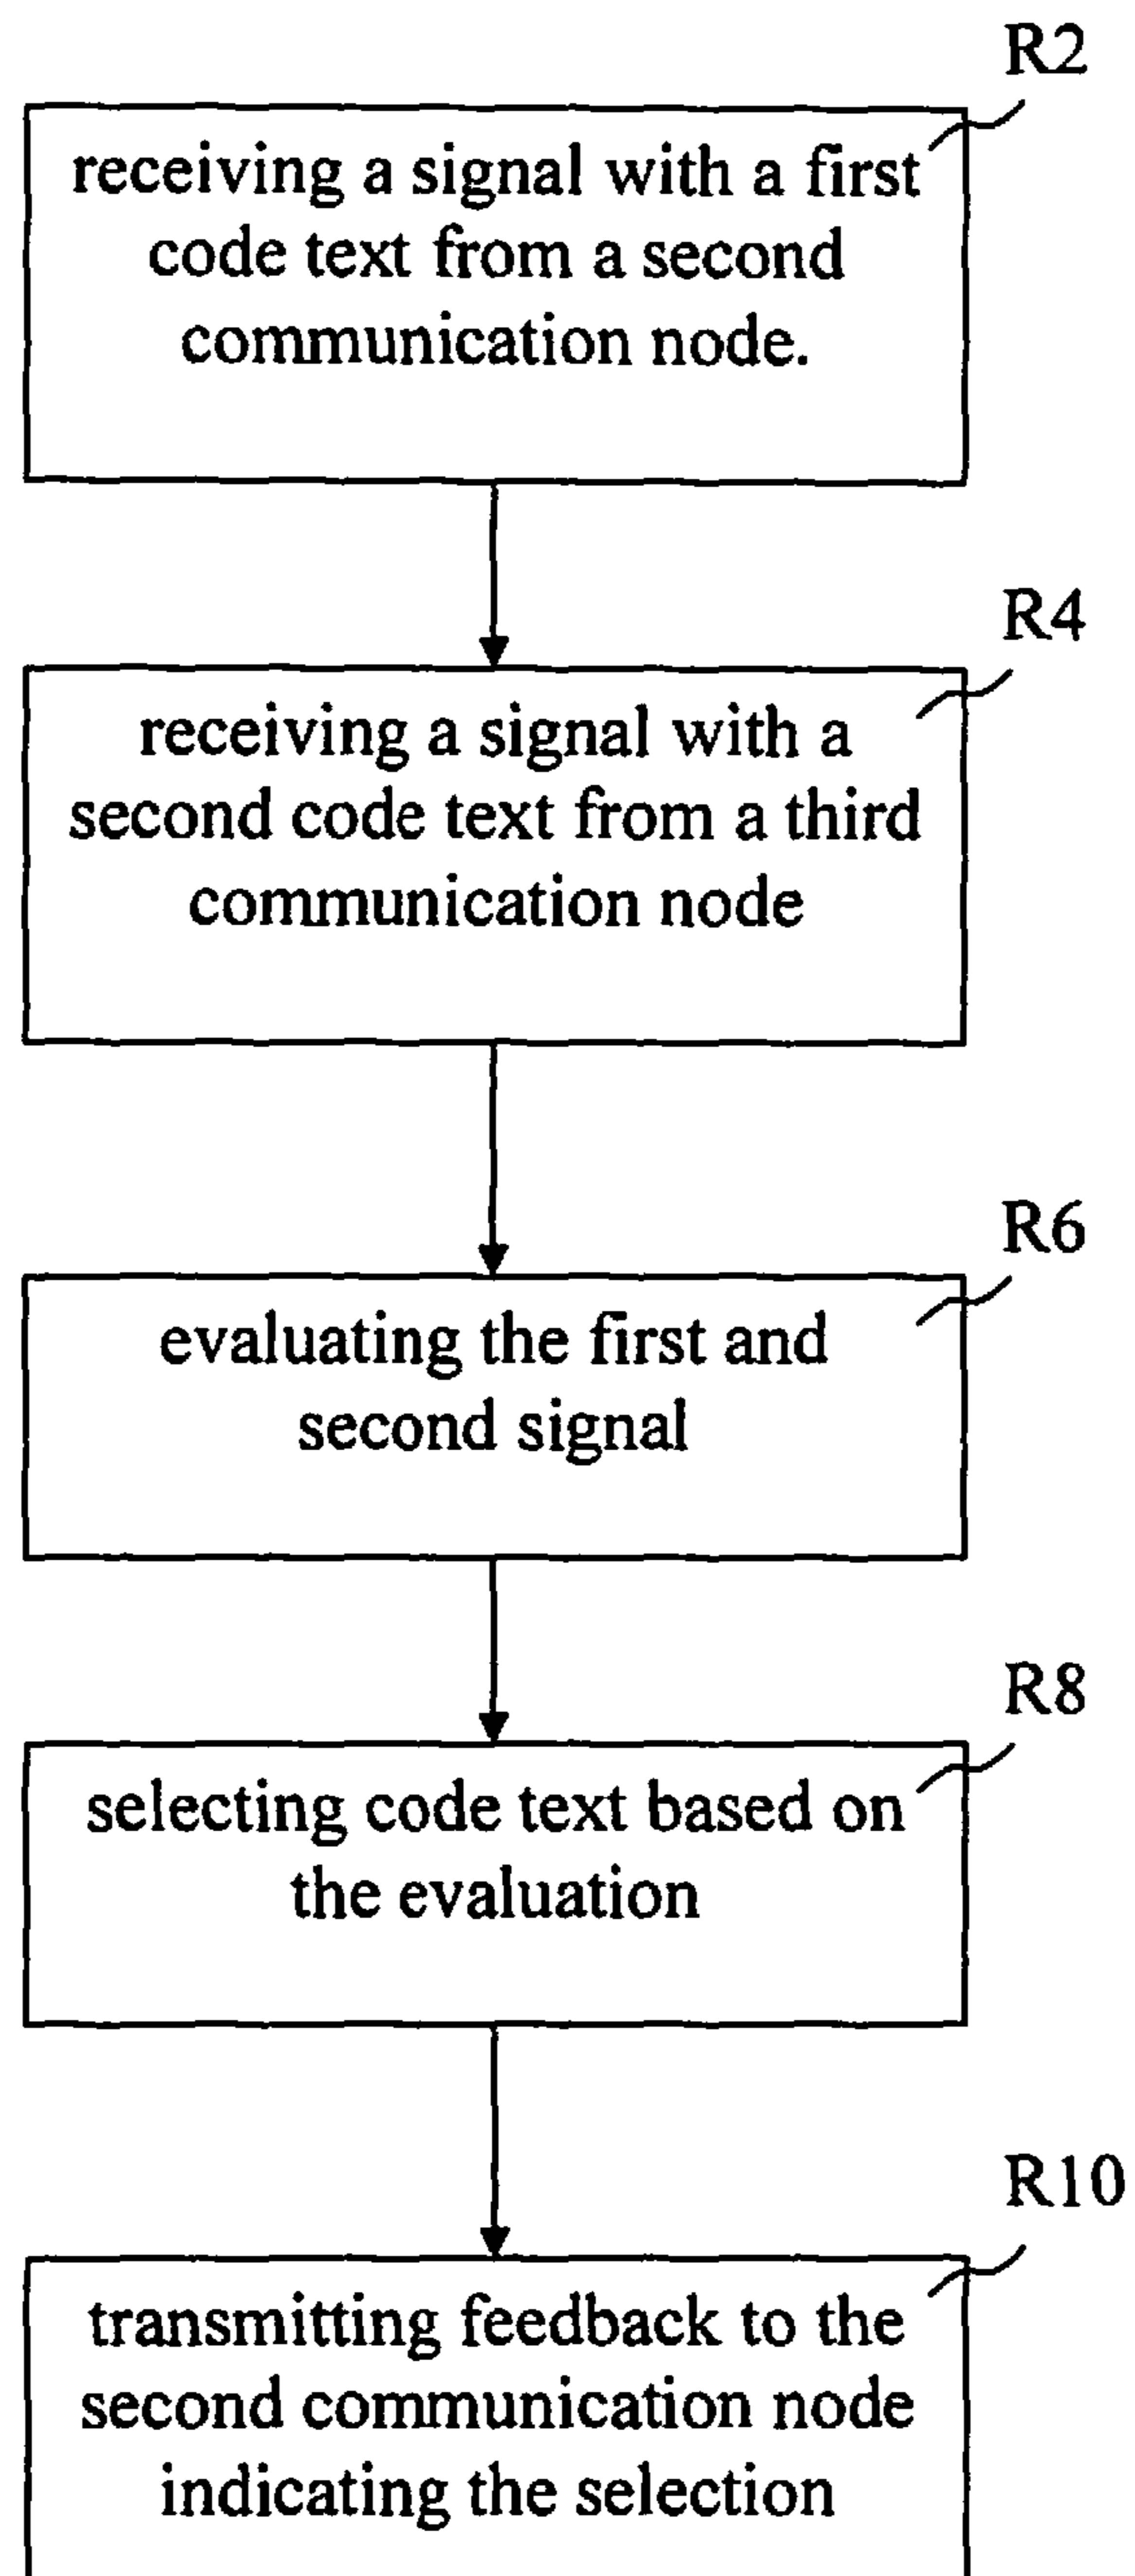 R2
receiving a signal with a first
code text from a second
communication node.
R4
receiving a signal with a
second code text from a third
communication node
R6
evaluating the first and
second signal
R8
selecting code text based on
the evaluation
R10
transmitting feedback to the
second communication node
indicating the selection